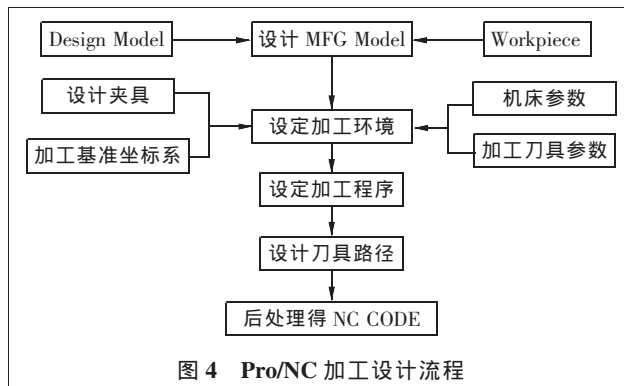 Design Model
设计 MFG Model
Workpiece
设计夹具
机床参数
设定加工环境
加工基准坐标系
加工刀具参数
设定加工程序
设计刀具路径
后处理得 NC CODE
图 4 Pro/NC 加工设计流程